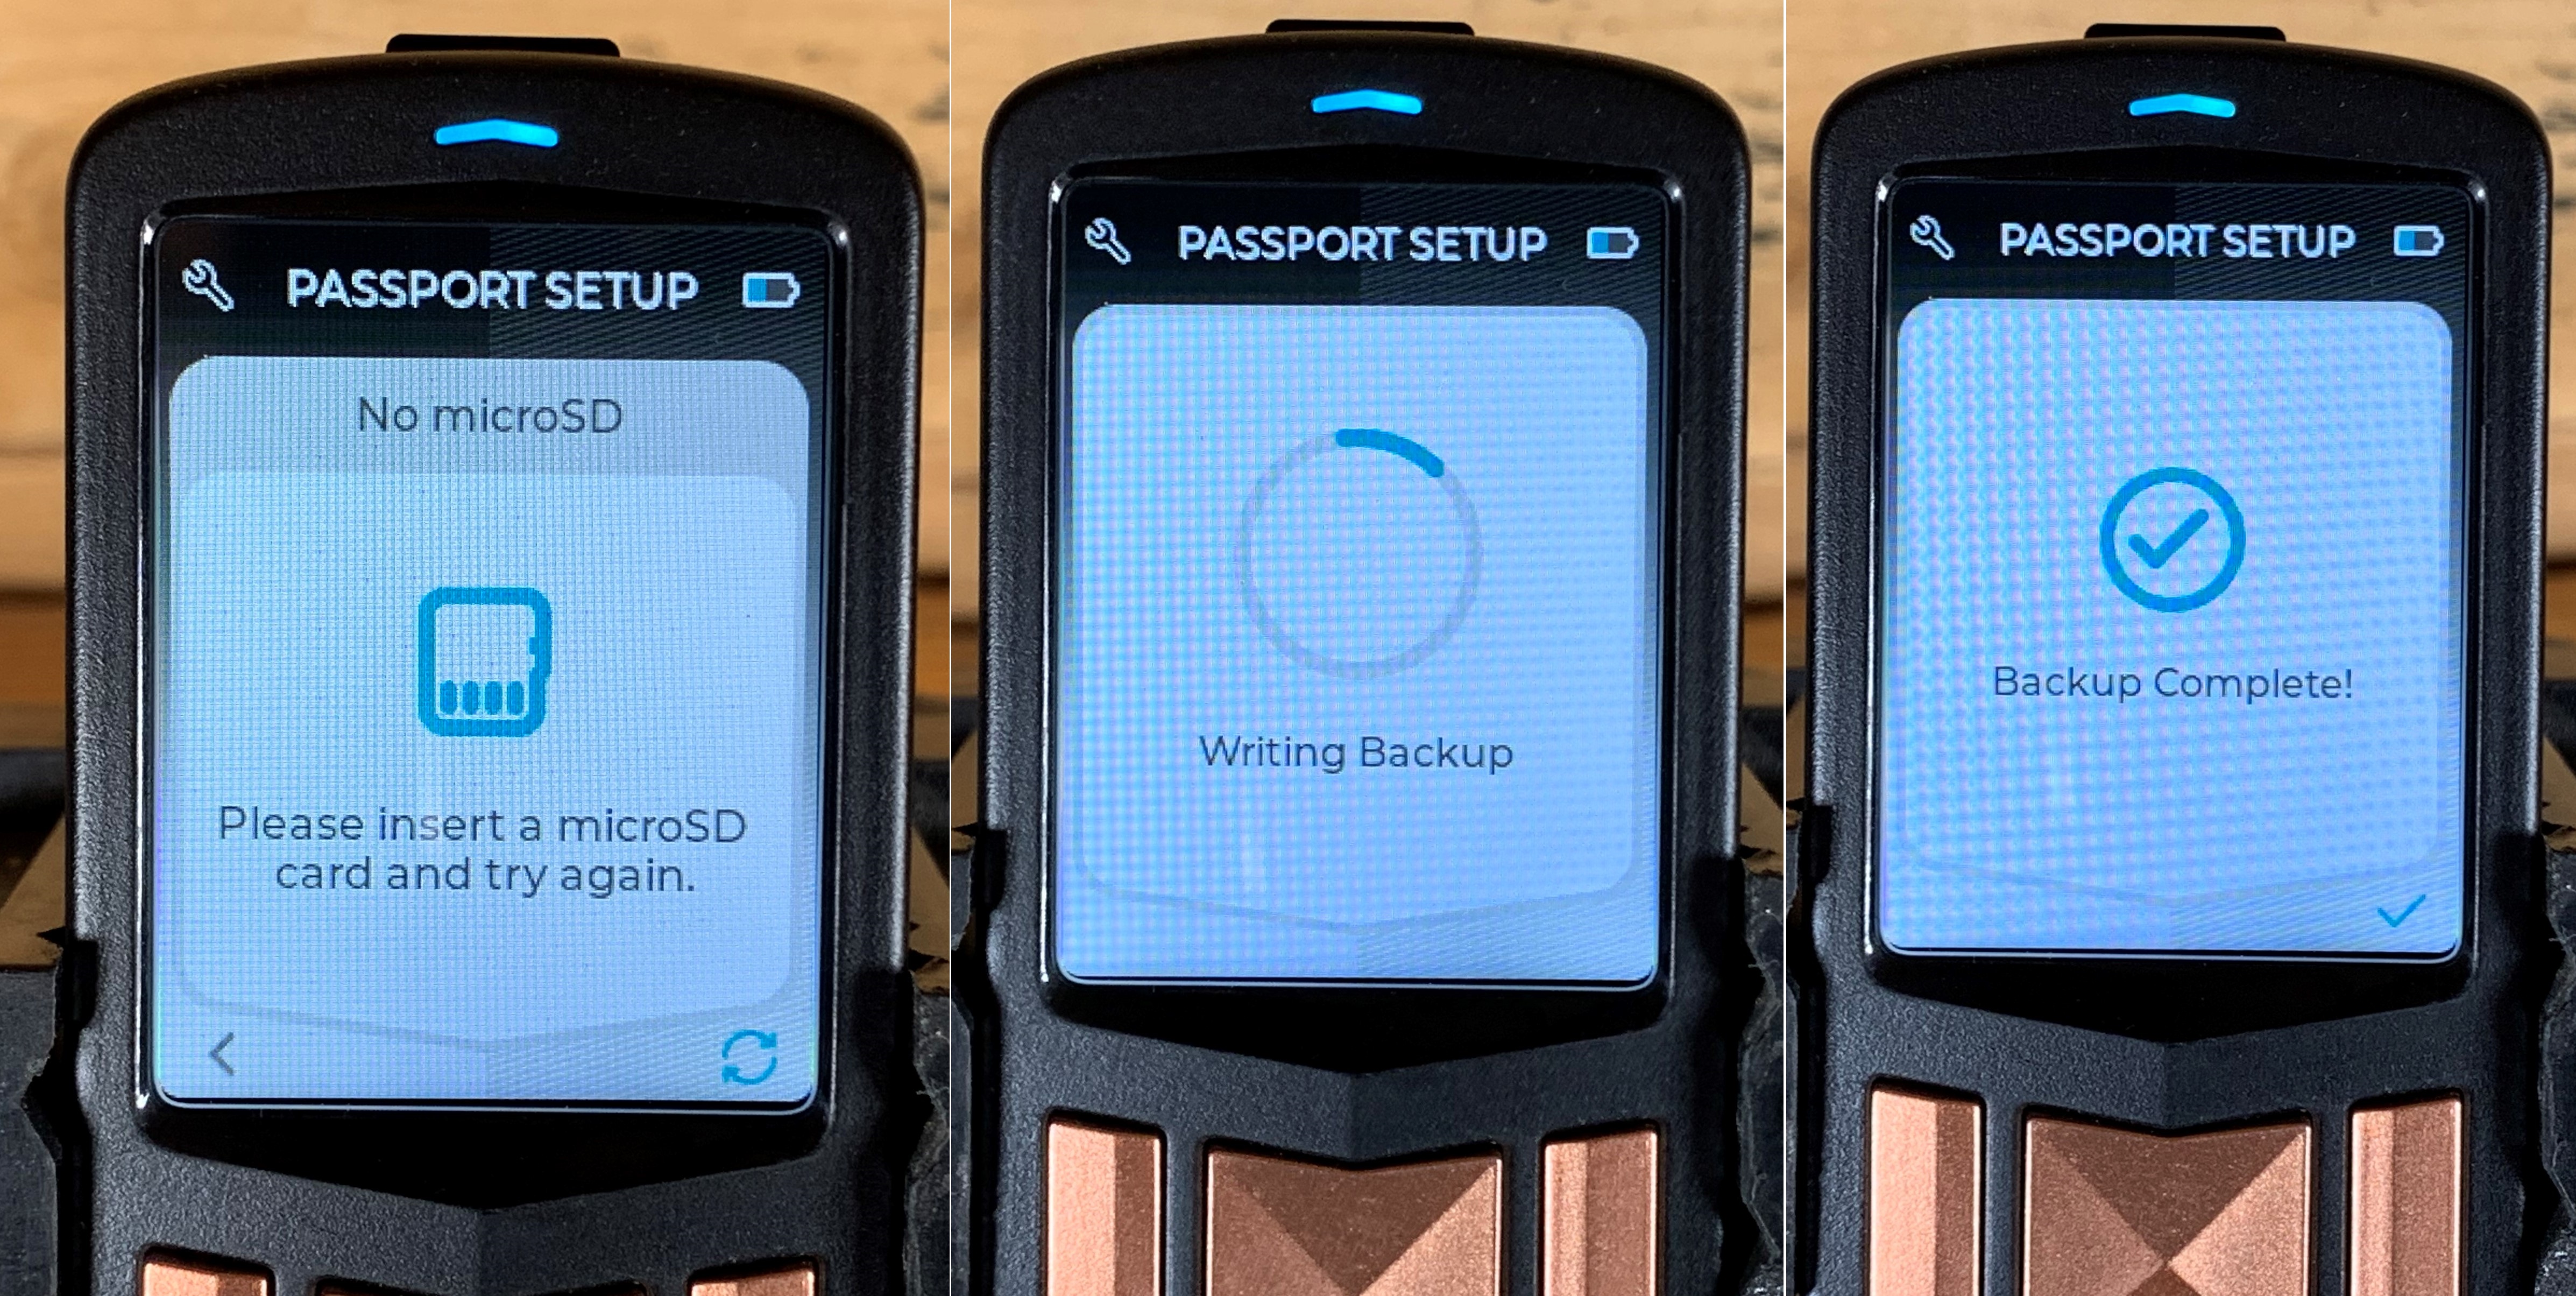 PASSPORT SETUP
No microSD
Please insert a microSD
card and try again.
PASSPORT SETUP
Writing Backup
PASSPORT SETUP
Backup Complete!